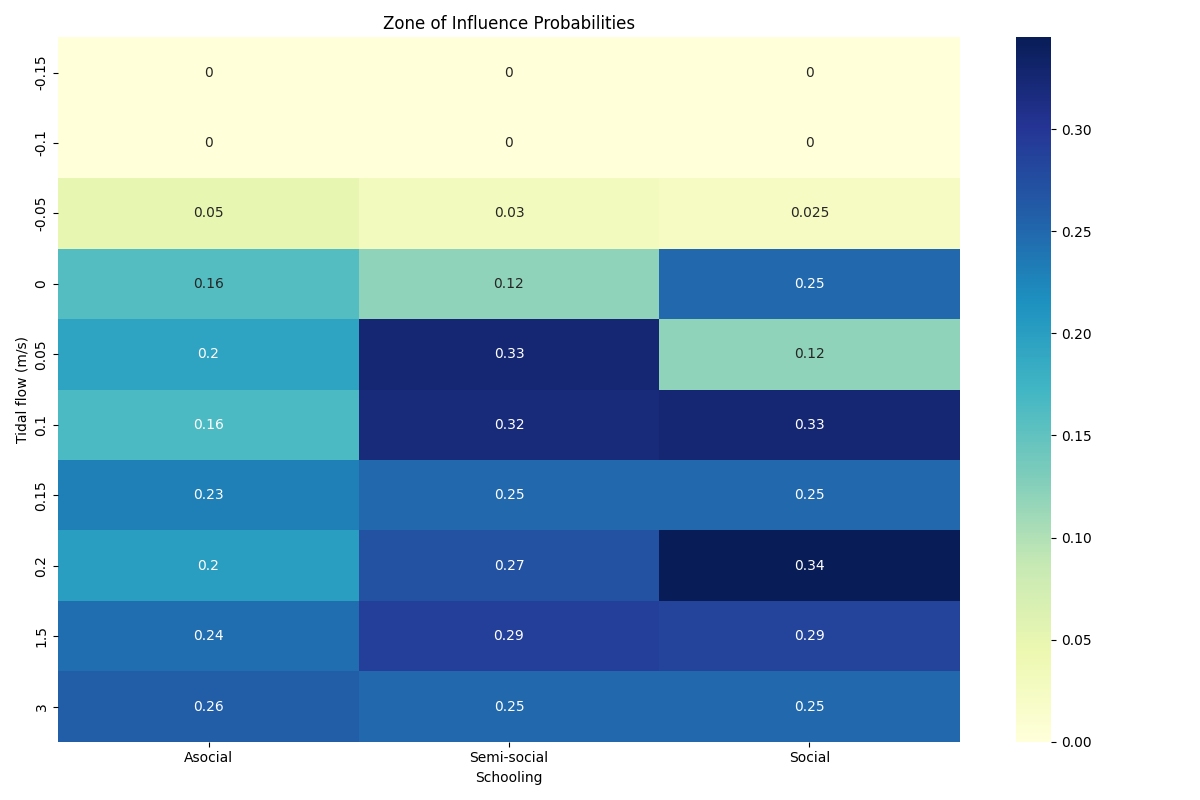 Zone of Influence Probabilities
-0.15 0 0 0
-0.1 0 0 0
-0.05 0.05 0.03 0.025
0 0.16 0.12 0.25
0.05 0.2 0.33 0.12
0.1 0.16 0.32 0.33
0.15 0.23 0.25 0.25
0.2 0.2 0.27 0.34
1.5 0.24 0.29 0.29
3 0.26 0.25 0.25
Tidal flow (m/s)
Asocial Semi-social Social
Schooling
0.30
0.25
0.20
0.15
0.10
0.05
0.00